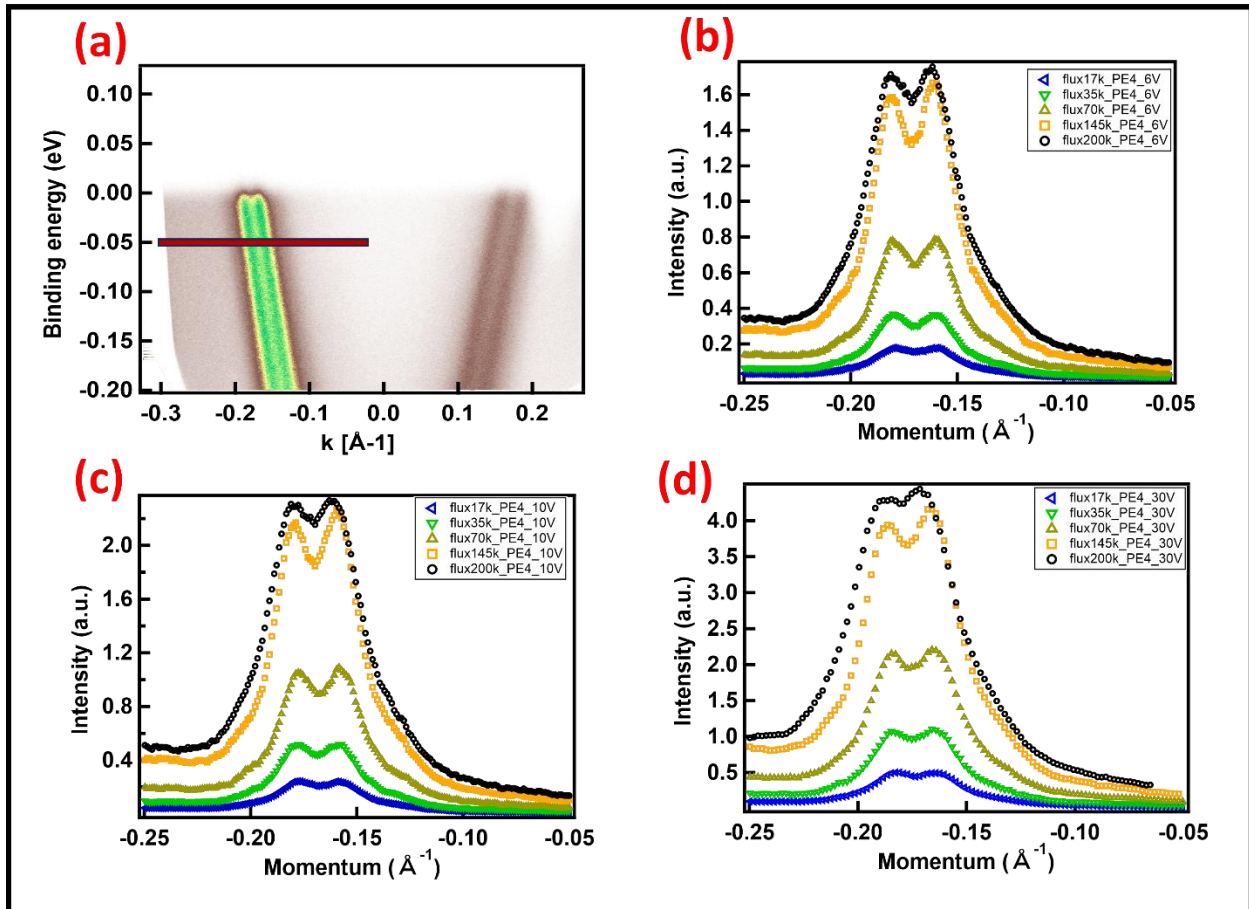 (a)
0.10
0.05
0.00
-0.05
-0.10
-0.15
-0.20
Binding energy (eV)
-0.3 -0.2 -0.1 0.0 0.1 0.2
k [Å-1]
(b)
1.6
1.4
1.2
0.8
0.6
0.4
0.2
Intensity (a.u.)
flux17k_PE4_6V
flux35k_PE4_6V
flux70k_PE4_6V
flux145k_PE4_6V
flux200k_PE4_6V
-0.25 -0.20 -0.15 -0.10 -0.05
Momentum ( Å-1)
(c)
2.2
1.8
1.4
1.2
0.8
0.4
Intensity (a.u.)
flux17k_PE4_10V
flux35k_PE4_10V
flux70k_PE4_10V
flux145k_PE4_10V
flux200k_PE4_10V
-0.25 -0.20 -0.15 -0.10 -0.05
Momentum ( Å-1)
(d)
4.0
3.5
3.0
2.5
2.0
1.5
1.0
0.5
Intensity (a.u.)
flux17k_PE4_30V
flux35k_PE4_30V
flux70k_PE4_30V
flux145k_PE4_30V
flux200k_PE4_30V
-0.25 -0.20 -0.15 -0.10 -0.05
Momentum ( Å-1)